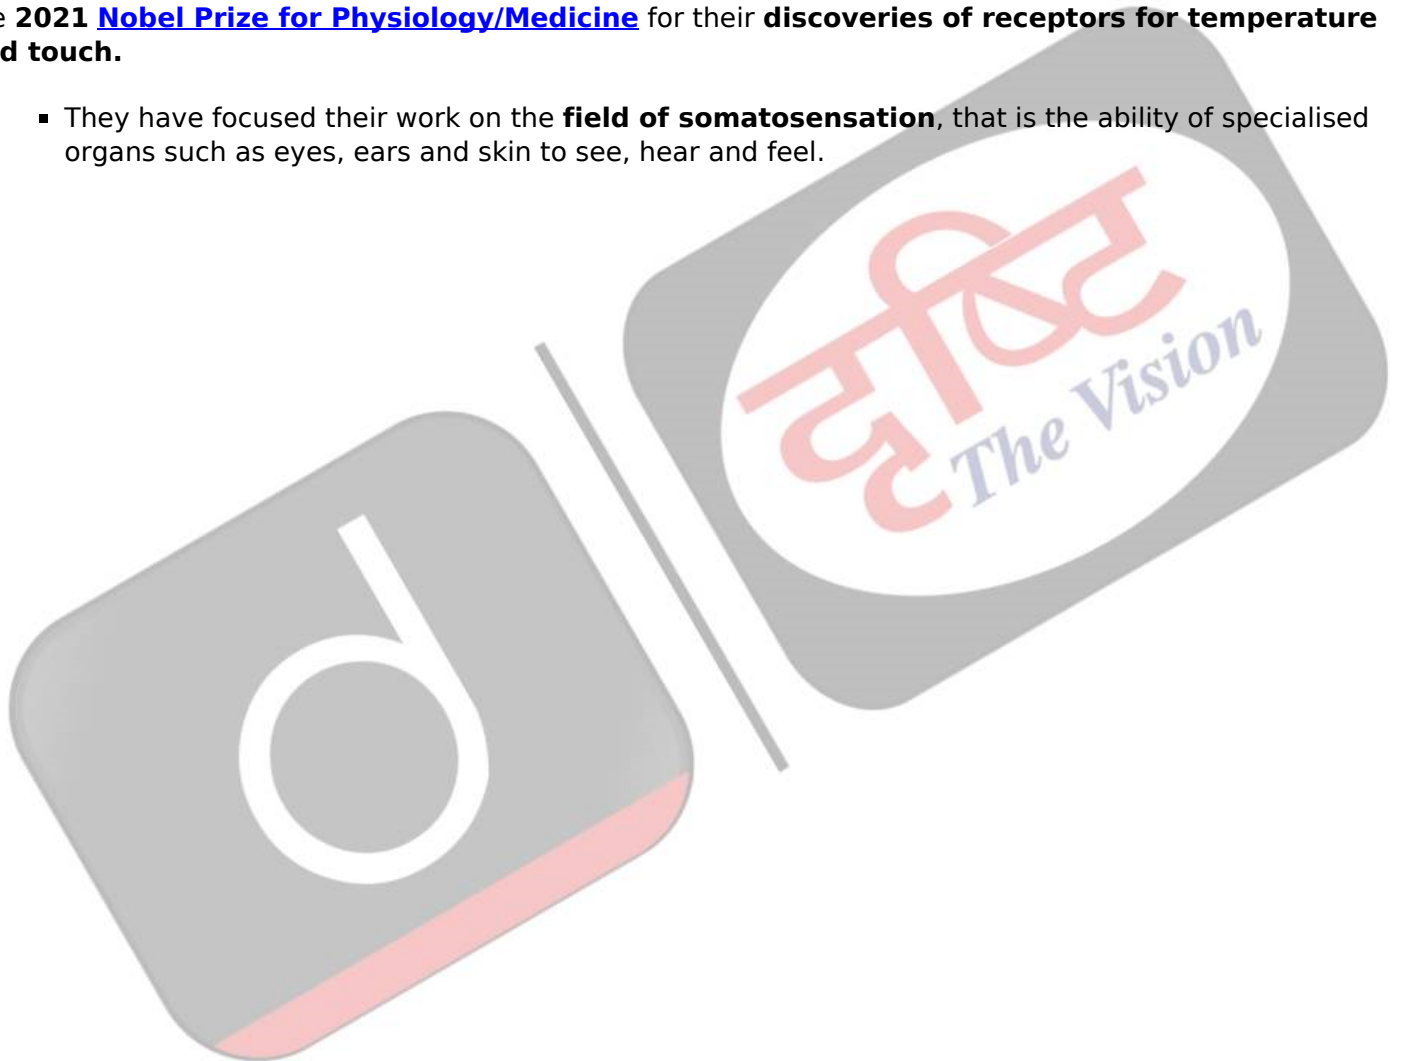 e 2021 Nobel Prize for Physiology/Medicine for their discoveries of receptors for temperature
d touch.
▪ They have focused their work on the field of somatosensation, that is the ability of specialised
organs such as eyes, ears and skin to see, hear and feel.
दृष्टि
The Vision
d